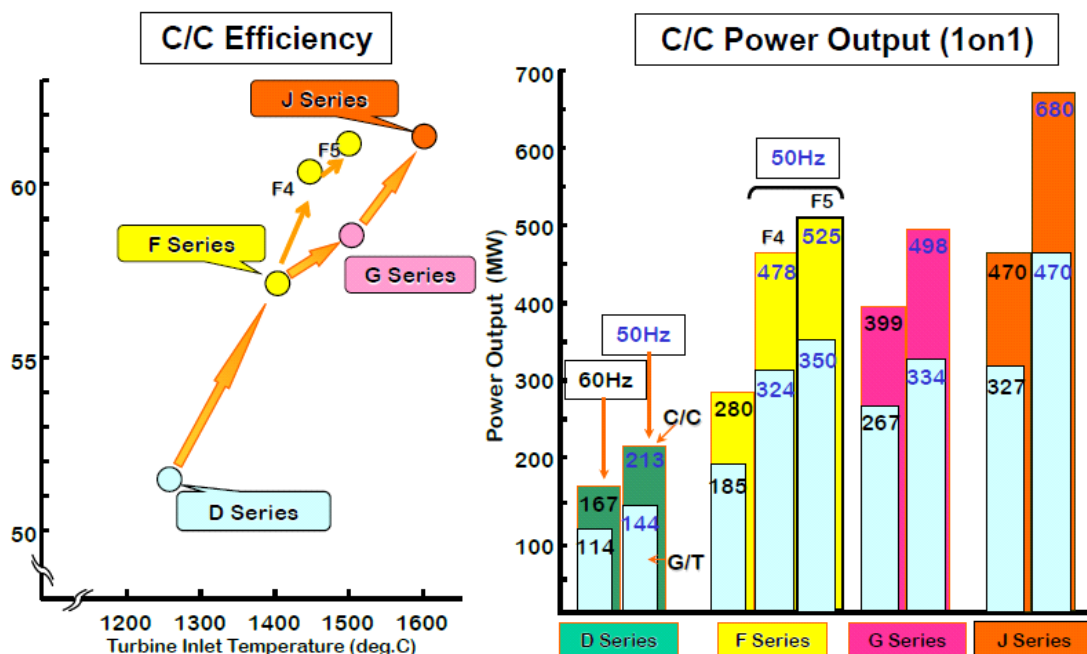 C/C Efficiency
J Series
F5
F4
60
F Series
G Series
55
D Series
50
1200 1300 1400 1500 1600
Turbine Inlet Temperature (deg.C)
C/C Power Output (1on1)
Power Output (MW)
700
600
500
400
300
200
100
60Hz
50Hz
50Hz
F4
F5
C/C
G/T
167
114
213
144
280
185
478
324
525
350
399
267
498
334
470
327
680
470
D Series
F Series
G Series
J Series